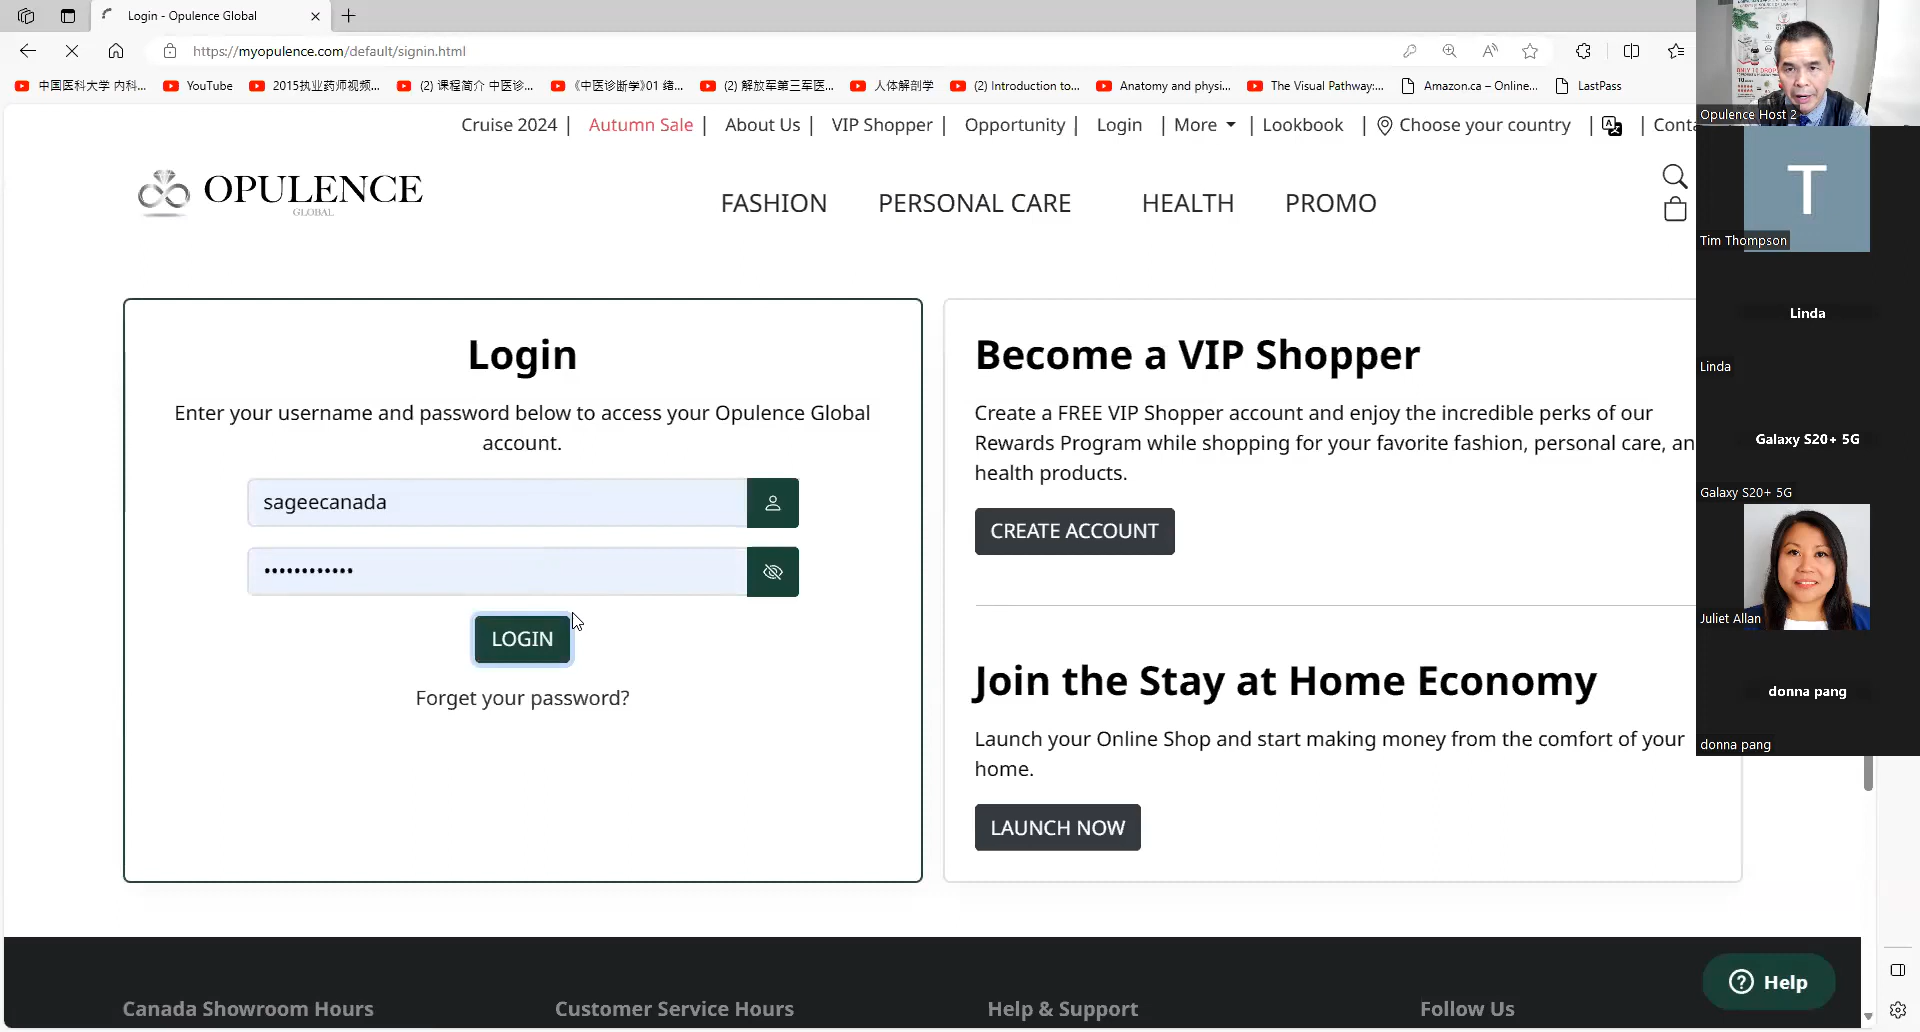 Login - Opulence Global
https://myopulence.com/default/signin.html
中国医科大学 内科...
YouTube
2015执业药师视频...
(2) 课程简介 中医诊...
《中医诊断学》01 绪...
(2) 解放军第三军医...
人体解剖学
(2) Introduction to...
Anatomy and physi...
The Visual Pathway:...
Amazon.ca – Online...
LastPass
Cruise 2024 | Autumn Sale | About Us | VIP Shopper | Opportunity | Login | More | Lookbook | Choose your country | | Conta
OPULENCE
GLOBAL
FASHION PERSONAL CARE HEALTH PROMO
Login
Enter your username and password below to access your Opulence Global
account.
sageecanada
••••••••••••
LOGIN
Forget your password?
Become a VIP Shopper
Create a FREE VIP Shopper account and enjoy the incredible perks of our
Rewards Program while shopping for your favorite fashion, personal care, an
health products.
CREATE ACCOUNT
Join the Stay at Home Economy
Launch your Online Shop and start making money from the comfort of your
home.
LAUNCH NOW
Canada Showroom Hours
Customer Service Hours
Help & Support
Follow Us
Help
Opulence Host 2
T
Tim Thompson
Linda
Linda
Galaxy S20+ 5G
Galaxy S20+ 5G
Juliet Allan
donna pang
donna pang